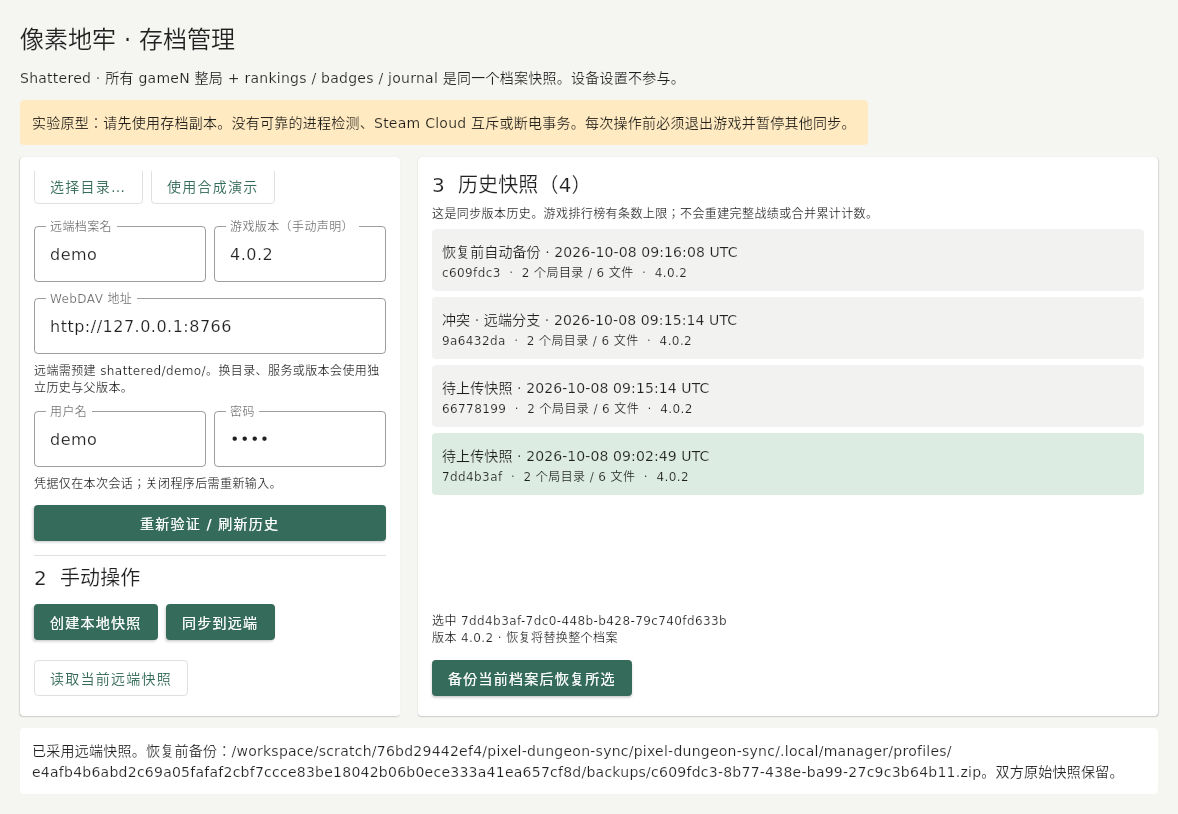 像素地牢 · 存档管理
Shattered · 所有 gameN 整局 + rankings / badges / journal 是同一个档案快照。设备设置不参与。
实验原型：请先使用存档副本。没有可靠的进程检测、Steam Cloud 互斥或断电事务。每次操作前必须退出游戏并暂停其他同步。
选择目录... 使用合成演示
远端档案名 游戏版本（手动声明）
demo 4.0.2
WebDAV 地址
http://127.0.0.1:8766
远端需预建 shattered/demo/。换目录、服务或版本会使用独
立历史与父版本。
用户名 密码
demo ••••
凭据仅在本次会话；关闭程序后需重新输入。
重新验证 / 刷新历史
2 手动操作
创建本地快照 同步到远端
读取当前远端快照
3 历史快照（4）
这是同步版本历史。游戏排行榜有条数上限；不会重建完整战绩或合并累计计数。
恢复前自动备份 · 2026-10-08 09:16:08 UTC
c609fdc3 · 2 个局目录 / 6 文件 · 4.0.2
冲突 · 远端分支 · 2026-10-08 09:15:14 UTC
9a6432da · 2 个局目录 / 6 文件 · 4.0.2
待上传快照 · 2026-10-08 09:15:14 UTC
66778199 · 2 个局目录 / 6 文件 · 4.0.2
待上传快照 · 2026-10-08 09:02:49 UTC
7dd4b3af · 2 个局目录 / 6 文件 · 4.0.2
选中 7dd4b3af-7dc0-448b-b428-79c740fd633b
版本 4.0.2 · 恢复将替换整个档案
备份当前档案后恢复所选
已采用远端快照。恢复前备份：/workspace/scratch/76bd29442ef4/pixel-dungeon-sync/pixel-dungeon-sync/.local/manager/profiles/
e4afb4b6abd2c69a05fafaf2cbf7ccce83be18042b06b0ece333a41ea657cf8d/backups/c609fdc3-8b77-438e-ba99-27c9c3b64b11.zip。双方原始快照保留。